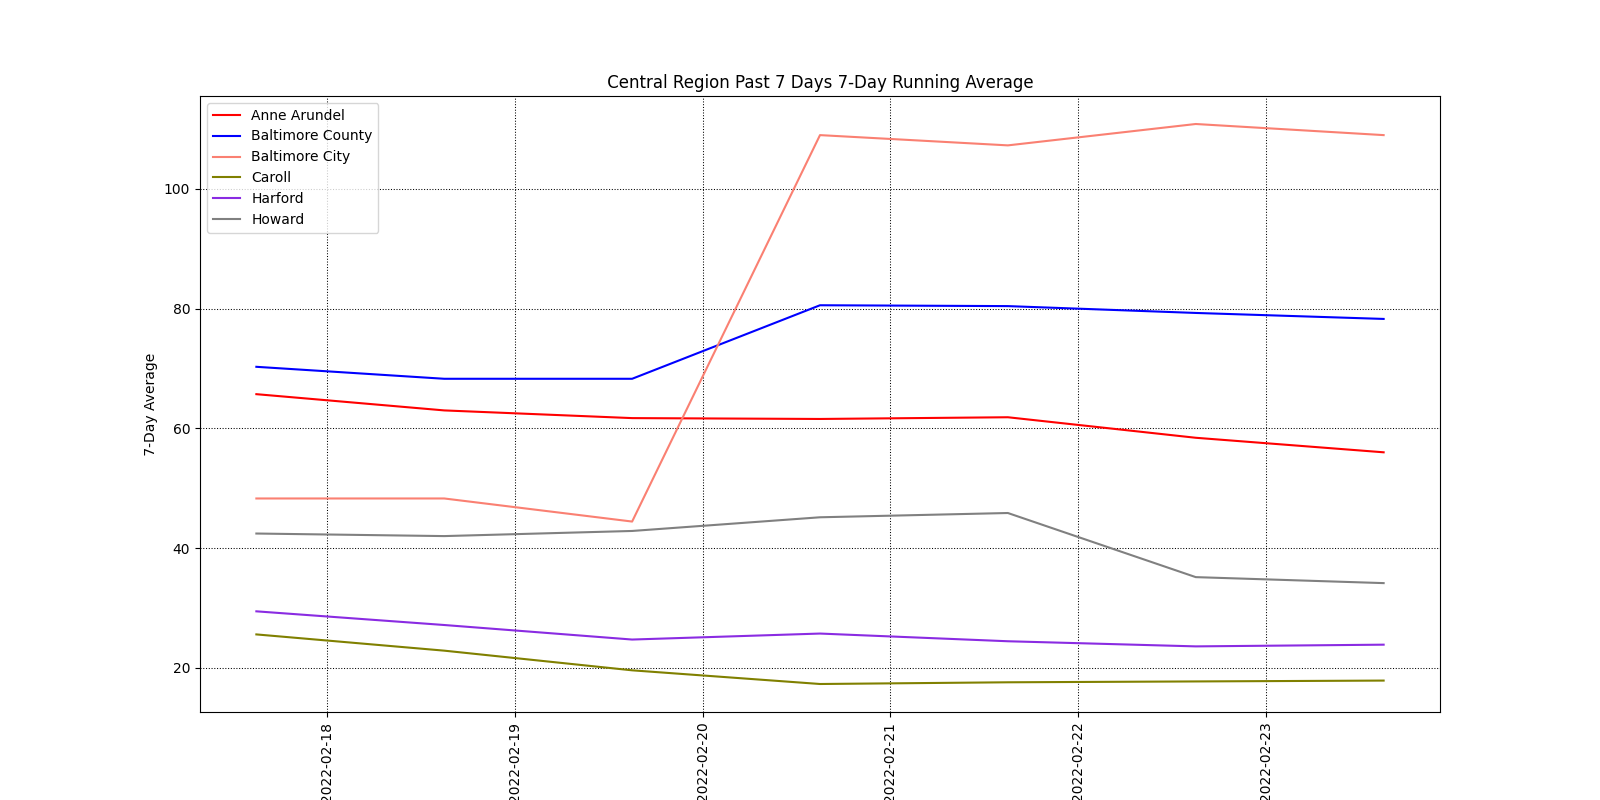 Central Region Past 7 Days 7-Day Running Average
Anne Arundel
Baltimore County
Baltimore City
Caroll
Harford
Howard
100
80
60
40
20
7-Day Average
2022-02-18
2022-02-19
2022-02-20
2022-02-21
2022-02-22
2022-02-23